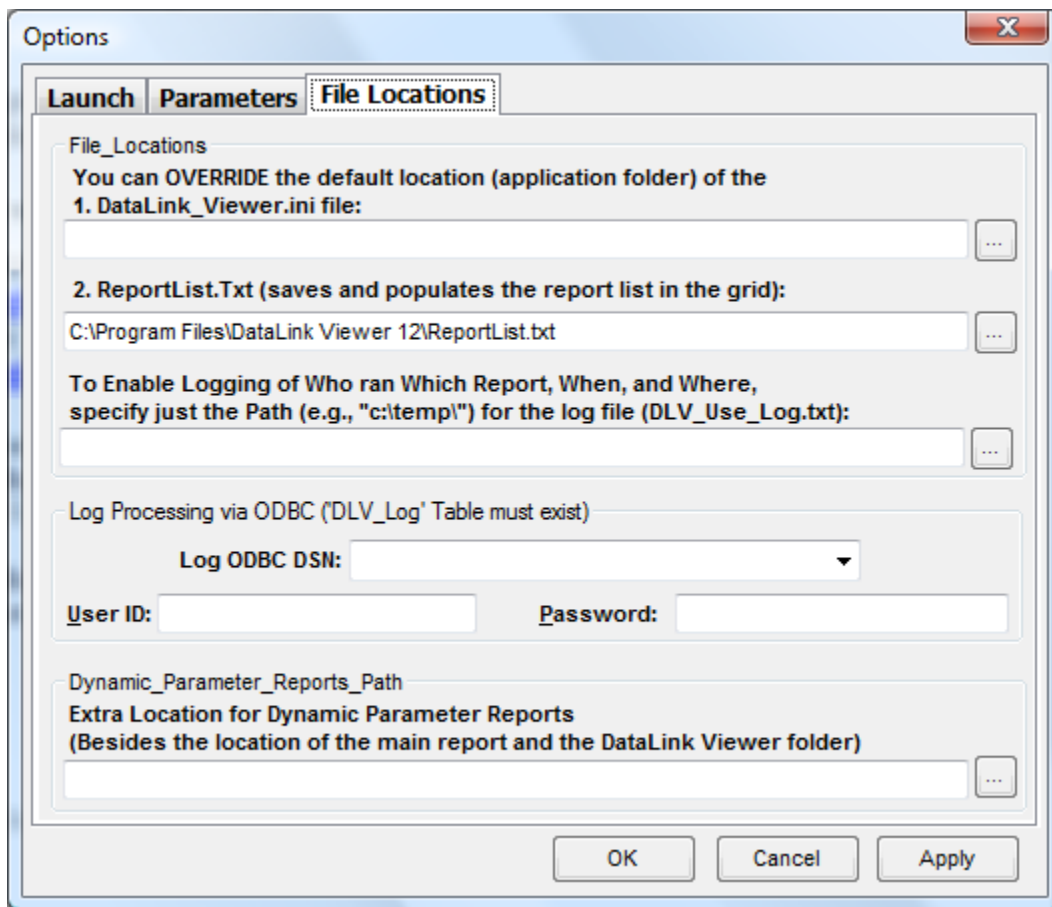 Options
X
Launch Parameters File Locations
File_Locations
You can OVERRIDE the default location (application folder) of the
1. DataLink_Viewer.ini file:
...
2. ReportList.Txt (saves and populates the report list in the grid):
C:\Program Files\DataLink Viewer 12\ReportList.txt
...
To Enable Logging of Who ran Which Report, When, and Where,
specify just the Path (e.g., "c:\temp\") for the log file (DLV_Use_Log.txt):
...
Log Processing via ODBC ('DLV_Log' Table must exist)
Log ODBC DSN:
User ID: Password:
Dynamic_Parameter_Reports_Path
Extra Location for Dynamic Parameter Reports
(Besides the location of the main report and the DataLink Viewer folder)
...
OK Cancel Apply